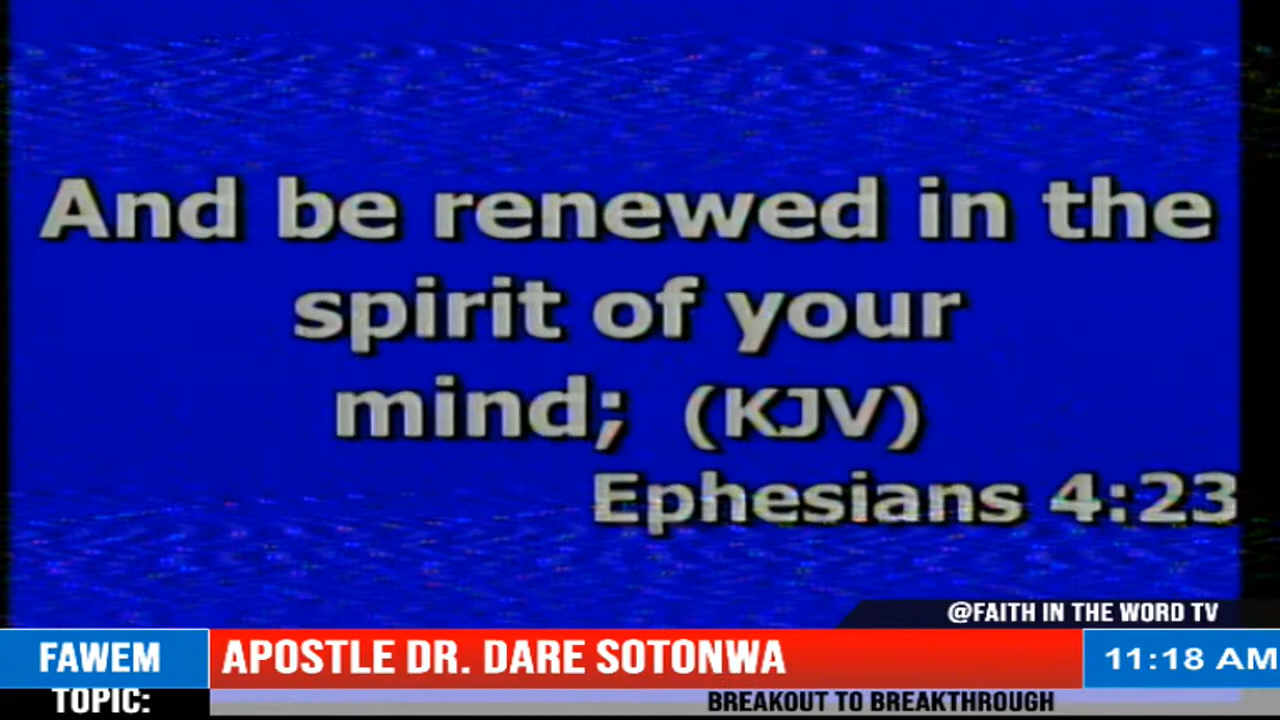 And be renewed in the
spirit of your
mind; (KJV)
Ephesians 4:23
@FAITH IN THE WORD TV
FAWEM
APOSTLE DR. DARE SOTONWA
11:18 AM
TOPIC:
BREAKOUT TO BREAKTHROUGH